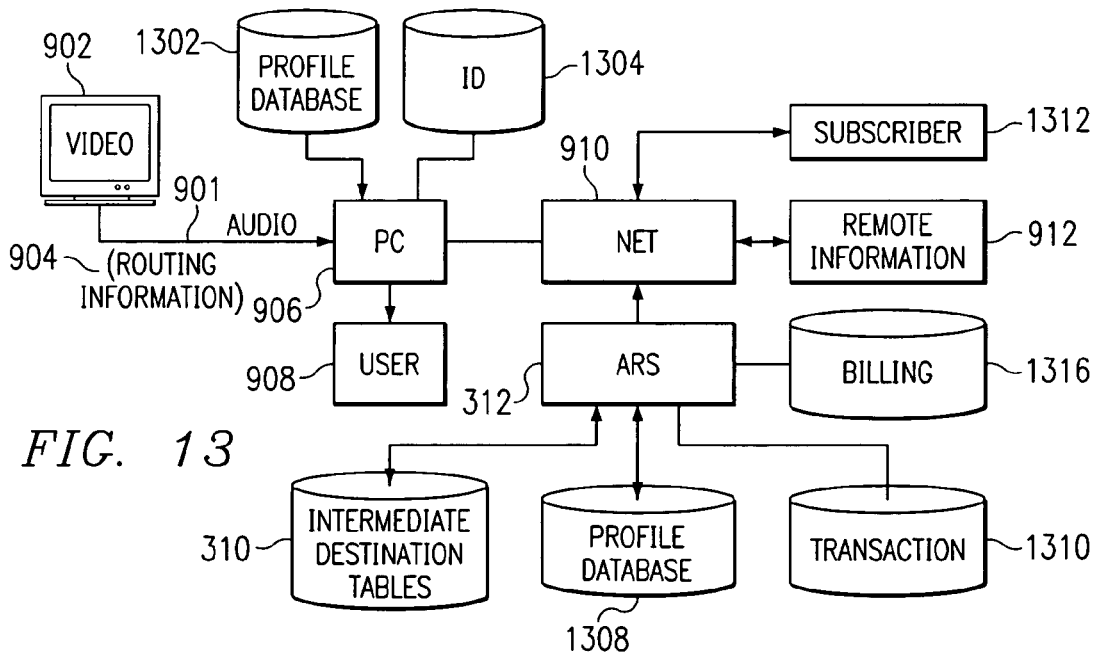 902
VIDEO
1302
PROFILE
DATABASE
ID
1304
901
AUDIO
904
(ROUTING
INFORMATION)
PC
906
USER
908
910
NET
SUBSCRIBER
1312
REMOTE
INFORMATION
912
ARS
312
BILLING
1316
FIG. 13
310
INTERMEDIATE
DESTINATION
TABLES
PROFILE
DATABASE
1308
TRANSACTION
1310